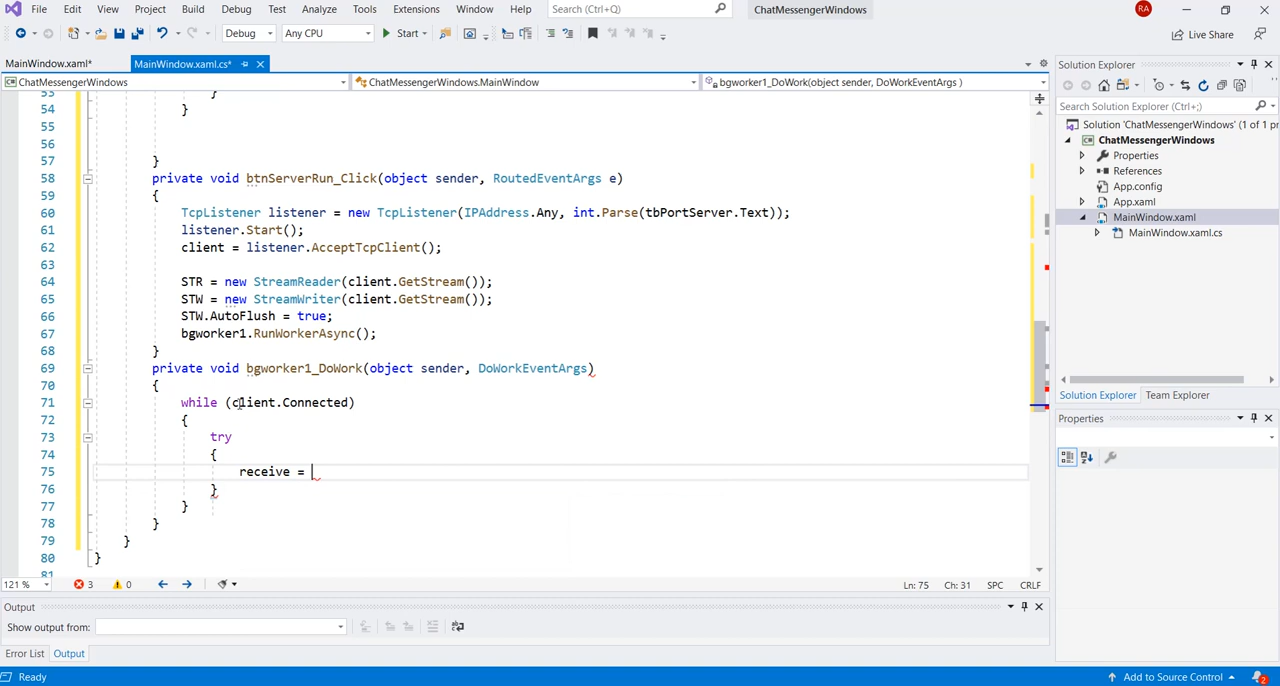 File Edit View Project Build Debug Test Analyze Tools Extensions Window Help Search (Ctrl+Q) ChatMessengerWindows RA
Debug Any CPU Start Live Share
MainWindow.xaml* MainWindow.xaml.cs*
ChatMessengerWindows ChatMessengerWindows.MainWindow bgworker1_DoWork(object sender, DoWorkEventArgs )
53 }
54 }
55
56
57 }
58 private void btnServerRun_Click(object sender, RoutedEventArgs e)
59 {
60 TcpListener listener = new TcpListener(IPAddress.Any, int.Parse(tbPortServer.Text));
61 listener.Start();
62 client = listener.AcceptTcpClient();
63
64 STR = new StreamReader(client.GetStream());
65 STW = new StreamWriter(client.GetStream());
66 STW.AutoFlush = true;
67 bgworker1.RunWorkerAsync();
68 }
69 private void bgworker1_DoWork(object sender, DoWorkEventArgs)
70 {
71 while (client.Connected)
72 {
73 try
74 {
75 receive =
76 }
77 }
78 }
79 }
80 }
81
121 % 3 0 Ln: 75 Ch: 31 SPC CRLF
Output
Show output from:
Error List Output
Ready Add to Source Control 2
Solution Explorer
Search Solution Explorer (Ctrl+;)
Solution 'ChatMessengerWindows' (1 of 1 pr
ChatMessengerWindows
Properties
References
App.config
App.xaml
MainWindow.xaml
MainWindow.xaml.cs
Solution Explorer Team Explorer
Properties